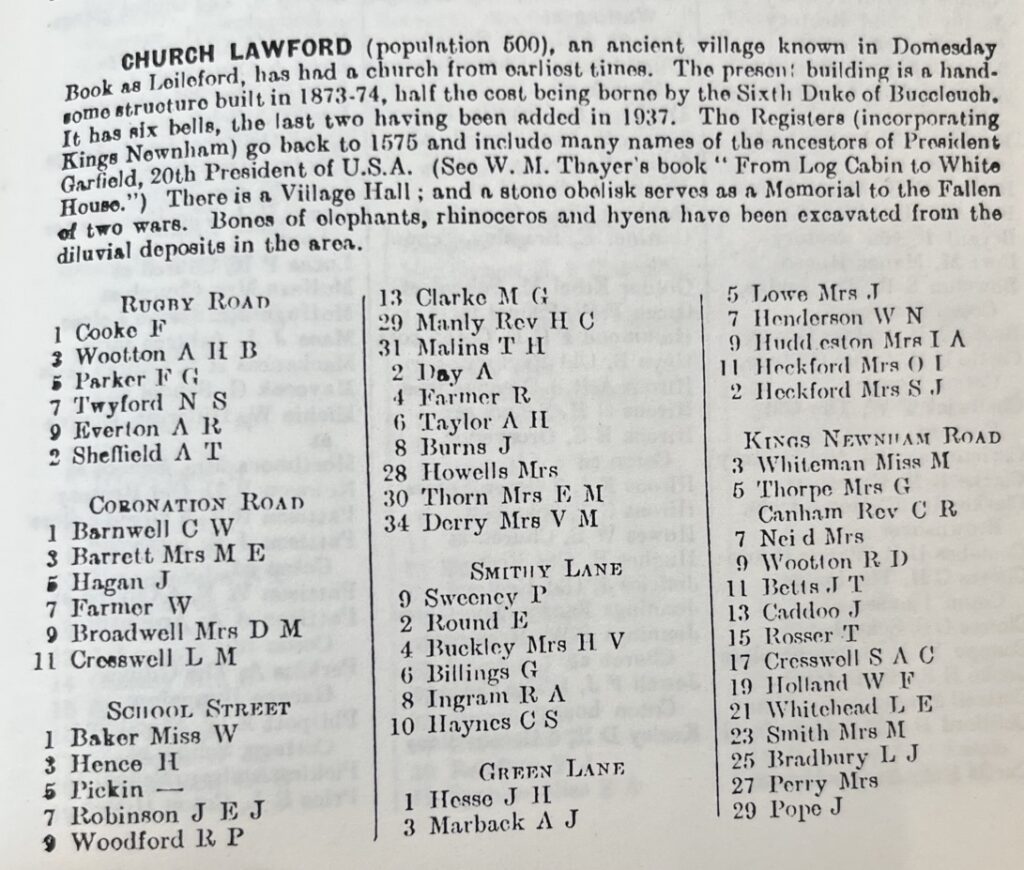 CHURCH LAWFORD (population 500), an ancient village known in Domesday
Book as Leileford, has had a church from earliest times. The present building is a hand-
some structure built in 1873-74, half the cost being borne by the Sixth Duke of Buccleuch.
It has six bells, the last two having been added in 1937. The Registers (incorporating
Kings Newnham) go back to 1575 and include many names of the ancestors of President
Garfield, 20th President of U.S.A. (See W. M. Thayer's book " From Log Cabin to White
House.") There is a Village Hall ; and a stone obelisk serves as a Memorial to the Fallen
of two wars. Bones of elephants, rhinoceros and hyena have been excavated from the
diluvial deposits in the area.
RUGBY ROAD
1 Cooke F
3 Wootton A H B
5 Parker F G
7 Twyford N S
9 Everton A R
2 Sheffield A T
CORONATION ROAD
1 Barnwell C W
3 Barrett Mrs M E
5 Hagan J
7 Farmer W
9 Broadwell Mrs D M
11 Cresswell L M
SCHOOL STREET
1 Baker Miss W
3 Hence H
5 Pickin —
7 Robinson J E J
9 Woodford R P
13 Clarke M G
29 Manly Rev H C
31 Malins T H
2 Day A
4 Farmer R
6 Taylor A H
8 Burns J
28 Howells Mrs
30 Thorn Mrs E M
34 Derry Mrs V M
SMITHY LANE
9 Sweeney P
2 Round E
4 Buckley Mrs H V
6 Billings G
8 Ingram R A
10 Haynes C S
GREEN LANE
1 Hesse J H
3 Marback A J
5 Lowe Mrs J
7 Henderson W N
9 Hudd eston Mrs I A
11 Heckford Mrs O I
2 Heckford Mrs S J
KINGS NEWNHAM ROAD
3 Whiteman Miss M
5 Thorpe Mrs G
Canham Rev C R
7 Nei d Mrs
9 Wootton R D
11 Betts J T
13 Caddoo J
15 Rosser T
17 Cresswell S A C
19 Holland W F
21 Whitehead L E
23 Smith Mrs M
25 Bradbury L J
27 Perry Mrs
29 Pope J